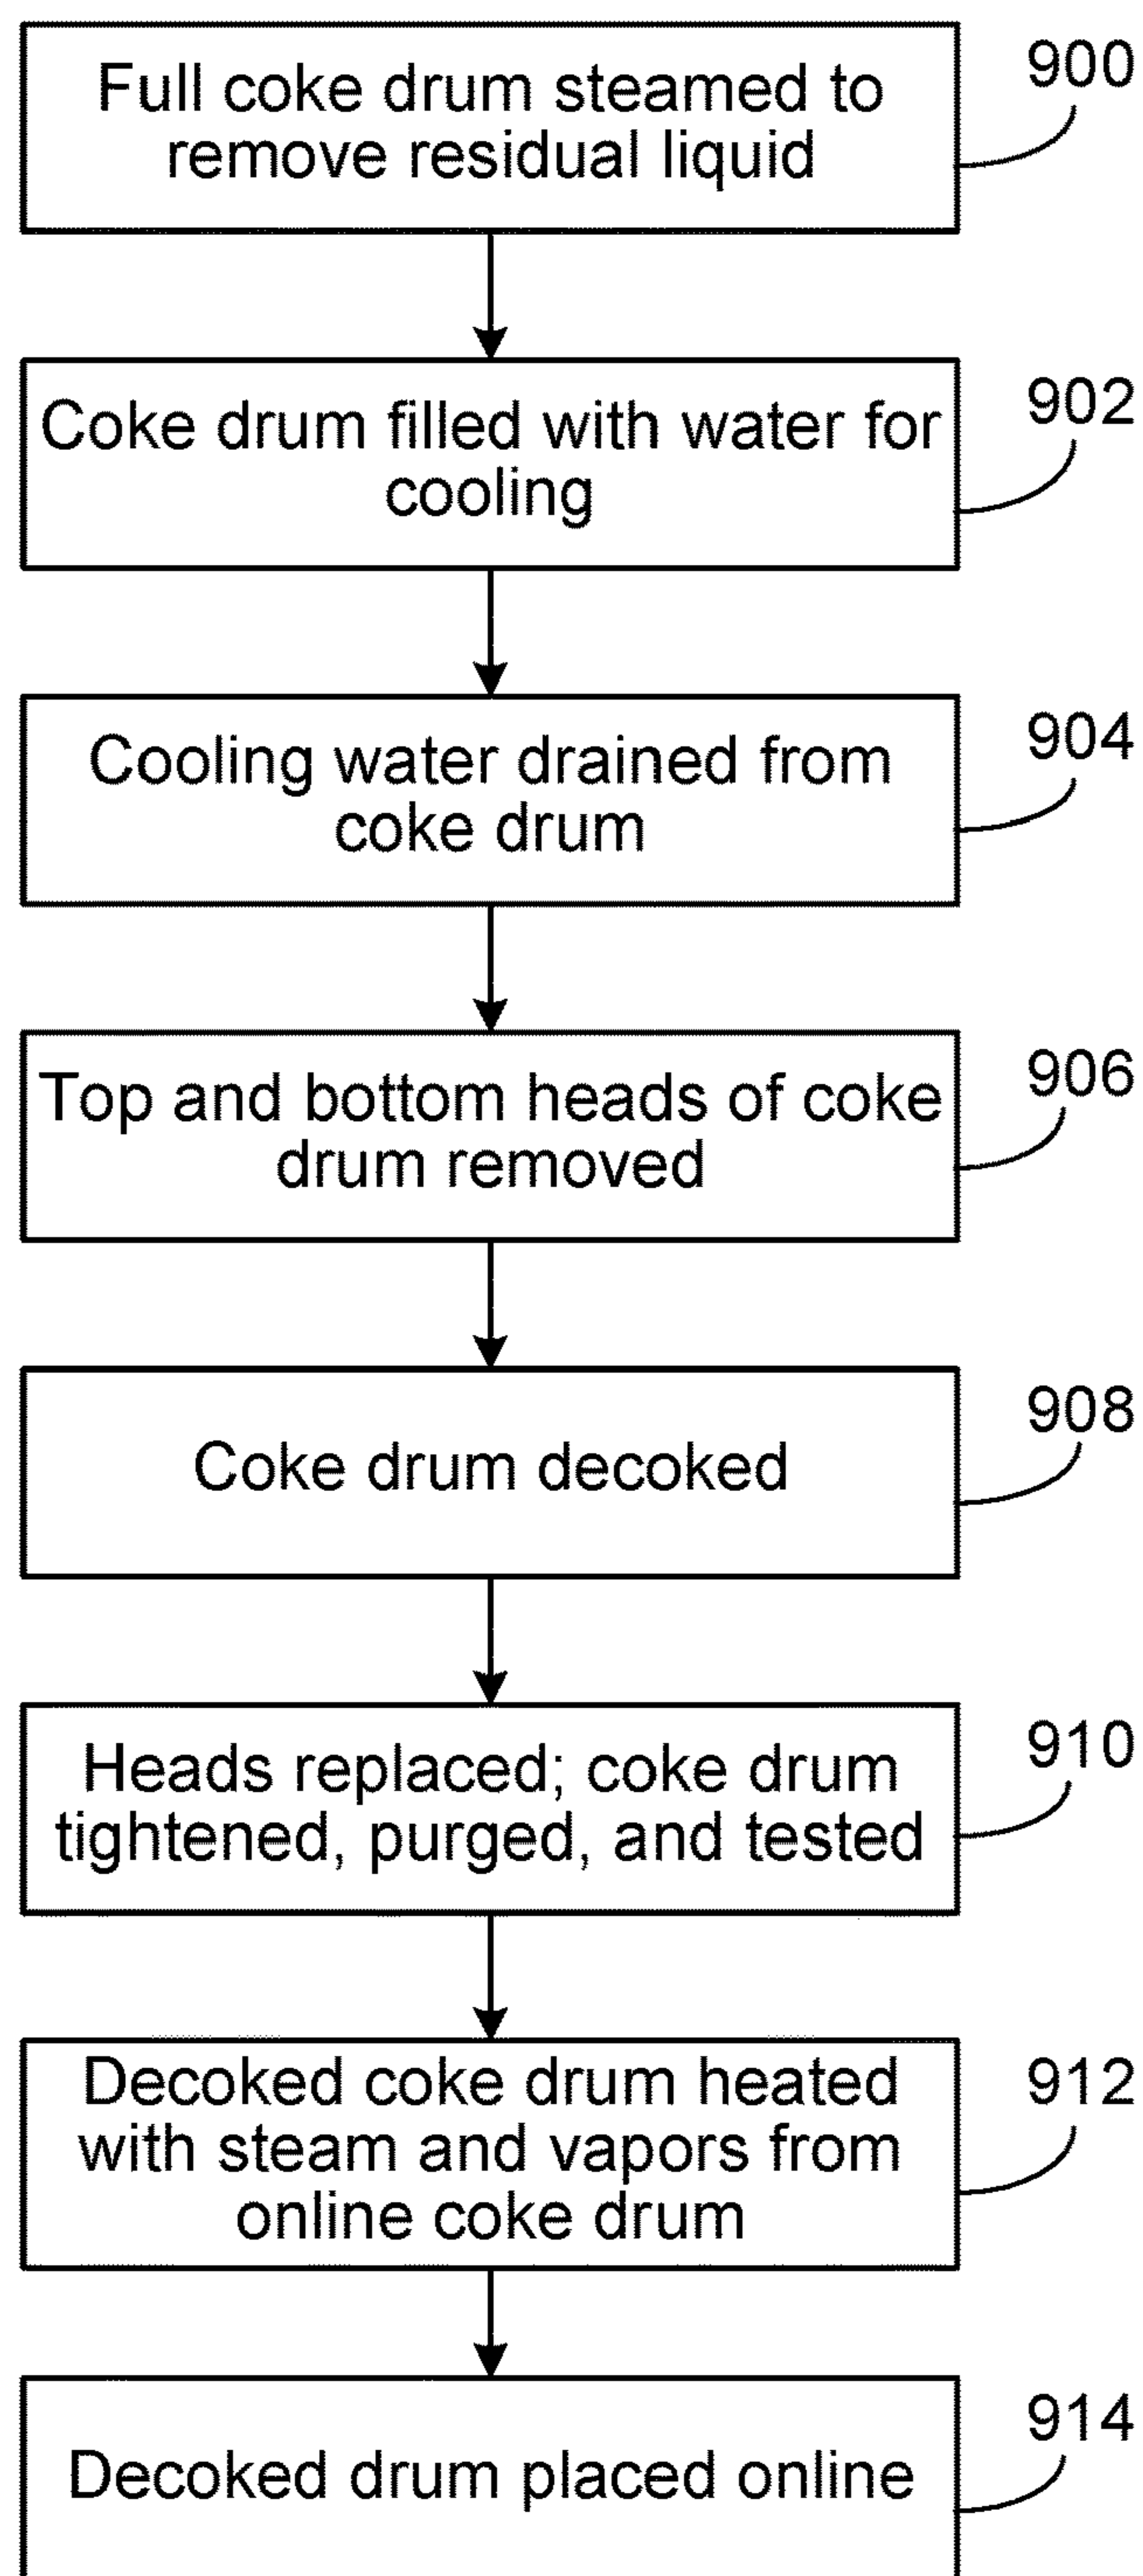 Full coke drum steamed to
remove residual liquid
900
Coke drum filled with water for
cooling
902
Cooling water drained from
coke drum
904
Top and bottom heads of coke
drum removed
906
Coke drum decoked
908
Heads replaced; coke drum
tightened, purged, and tested
910
Decoked coke drum heated
with steam and vapors from
online coke drum
912
Decoked drum placed online
914